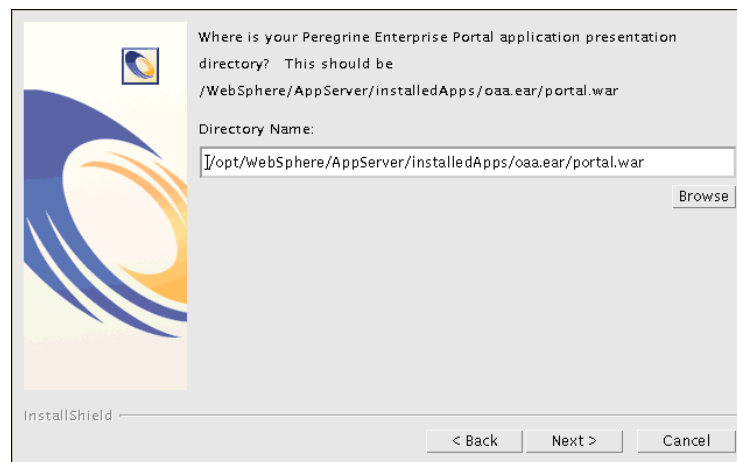 Where is your Peregrine Enterprise Portal application presentation
directory? This should be
/WebSphere/AppServer/installedApps/oaa.ear/portal.war
Directory Name:
/opt/WebSphere/AppServer/installedApps/oaa.ear/portal.war
Browse
InstallShield
< Back Next > Cancel